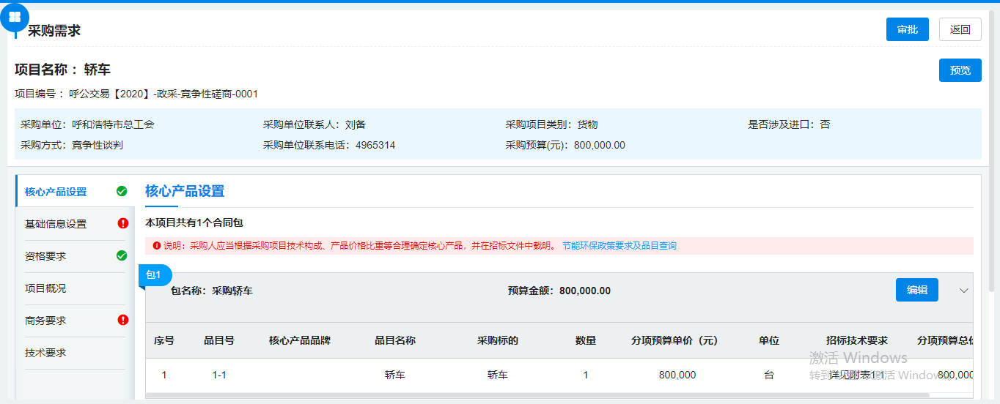 采购需求
审批
返回
项目名称： 轿车
预览
项目编号： 呼公交易【2020】-政采-竞争性磋商-0001
采购单位：呼和浩特市总工会
采购单位联系人：刘备
采购项目类别：货物
是否涉及进口：否
采购方式：竞争性谈判
采购单位联系电话：4965314
采购预算(元)：800,000.00
核心产品设置
基础信息设置
资格要求
项目概况
商务要求
技术要求
核心产品设置
本项目共有1个合同包
说明：采购人应当根据采购项目技术构成、产品价格比重等合理确定核心产品，并在招标文件中载明。 节能环保政策要求及品目查询
包1
包名称：采购轿车
预算金额：800,000.00
编辑
序号 品目号 核心产品品牌 品目名称 采购标的 数量 分项预算单价（元） 单位 招标技术要求 分项预算总价
1 1-1 轿车 轿车 1 800,000 台 详见附表1-1 800,000
激活 Windows